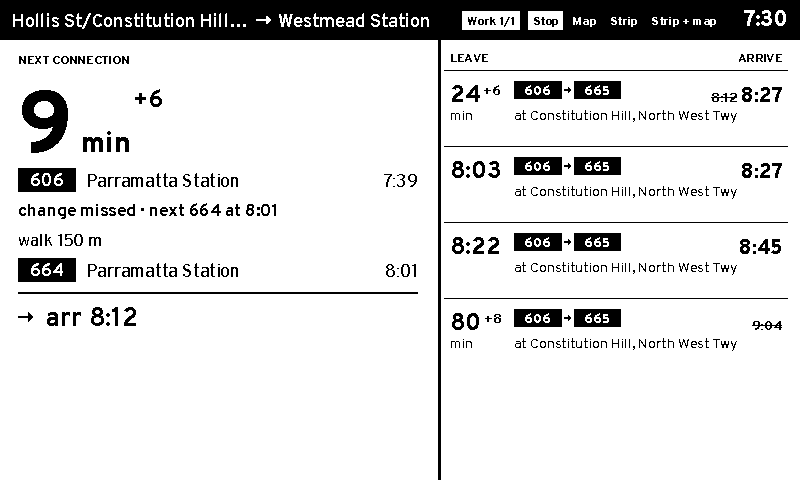 Hollis St/Constitution Hill... → Westmead Station Work 1/1 Stop Map Strip Strip + map 7:30
NEXT CONNECTION
9 min +6
606 Parramatta Station 7:39
change missed · next 664 at 8:01
walk 150 m
664 Parramatta Station 8:01
→ arr 8:12
LEAVE ARRIVE
24 +6 606 → 665 8:12 8:27
min at Constitution Hill, North West Twy
8:03 606 → 665 8:27
at Constitution Hill, North West Twy
8:22 606 → 665 8:45
at Constitution Hill, North West Twy
80 +8 606 → 665 9:04
min at Constitution Hill, North West Twy